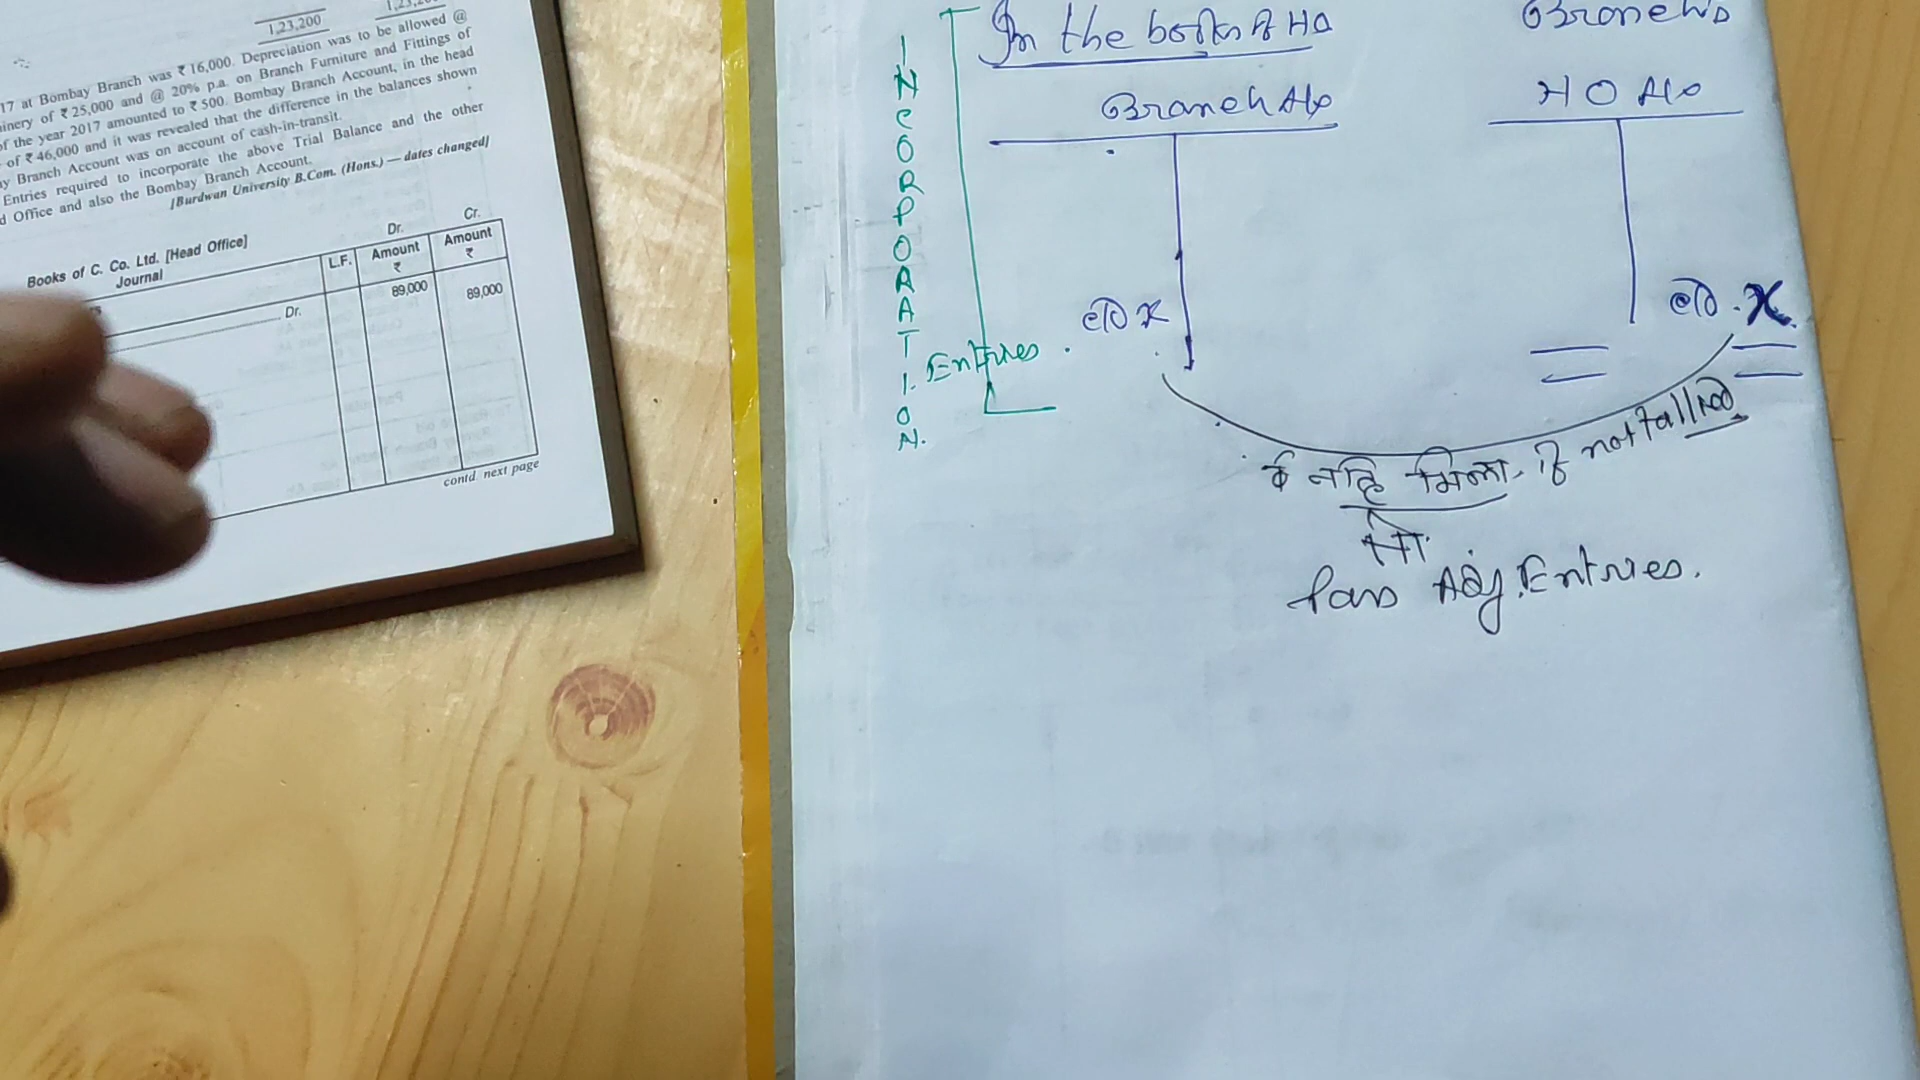 1,23,200
17 at Bombay Branch was ₹ 16,000. Depreciation was to be allowed @
inery of ₹ 25,000 and @ 20% p.a. on Branch Furniture and Fittings of
of the year 2017 amounted to ₹ 500. Bombay Branch Account, in the head
of ₹ 46,000 and it was revealed that the difference in the balances shown
ay Branch Account was on account of cash-in-transit.
Entries required to incorporate the above Trial Balance and the other
d Office and also the Bombay Branch Account.
[Burdwan University B.Com. (Hons.) — dates changed]
Books of C. Co. Ltd. [Head Office]
Journal
Dr. Cr.
L.F. Amount ₹ Amount ₹
Dr. 89,000 89,000
contd next page
INCORPORATION
Entries
In the books of HO
Branch A/c
c/D x
HO A/c
c/D . X
नहि मिला. if not tallied
तो
Pass Adj. Entries.